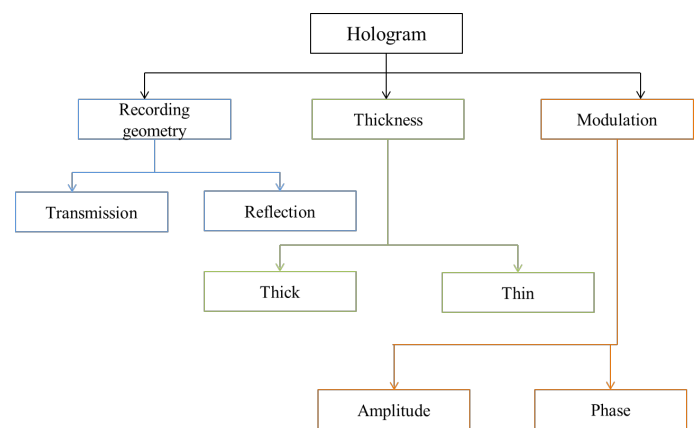 Hologram
Recording
geometry
Thickness
Modulation
Transmission
Reflection
Thick
Thin
Amplitude
Phase